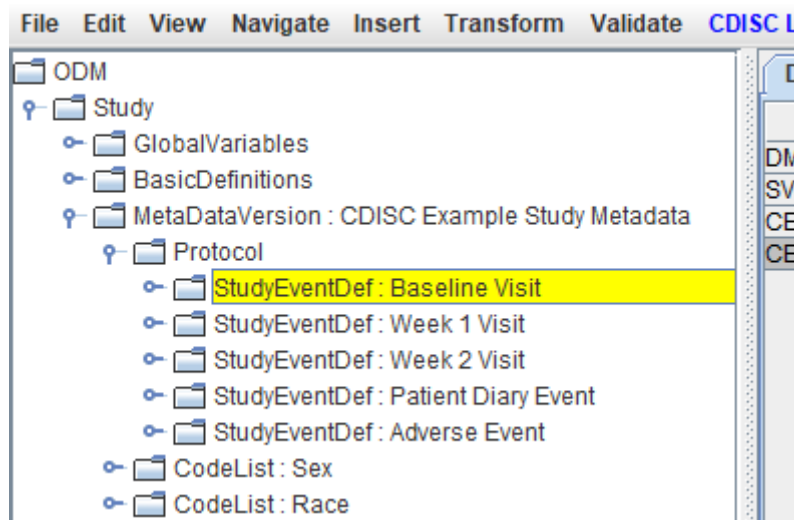 File Edit View Navigate Insert Transform Validate CDISC L
ODM
Study
GlobalVariables
BasicDefinitions
MetaDataVersion : CDISC Example Study Metadata
Protocol
StudyEventDef : Baseline Visit
StudyEventDef : Week 1 Visit
StudyEventDef : Week 2 Visit
StudyEventDef : Patient Diary Event
StudyEventDef : Adverse Event
CodeList : Sex
CodeList : Race
D
DM
SV
CE
CE